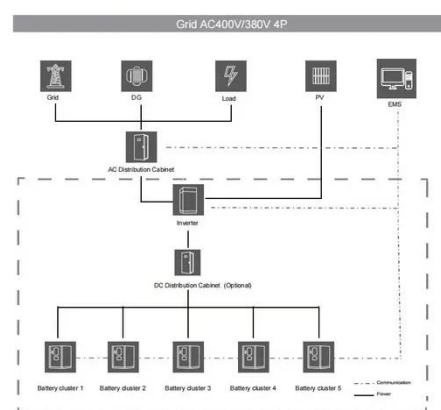 Grid AC400V/380V 4P
Grid
DG
Load
PV
EMS
AC Distribution Cabinet
Inverter
DC Distribution Cabinet (Optional)
Battery cluster 1
Battery cluster 2
Battery cluster 3
Battery cluster 4
Battery cluster 5
Communication
Power